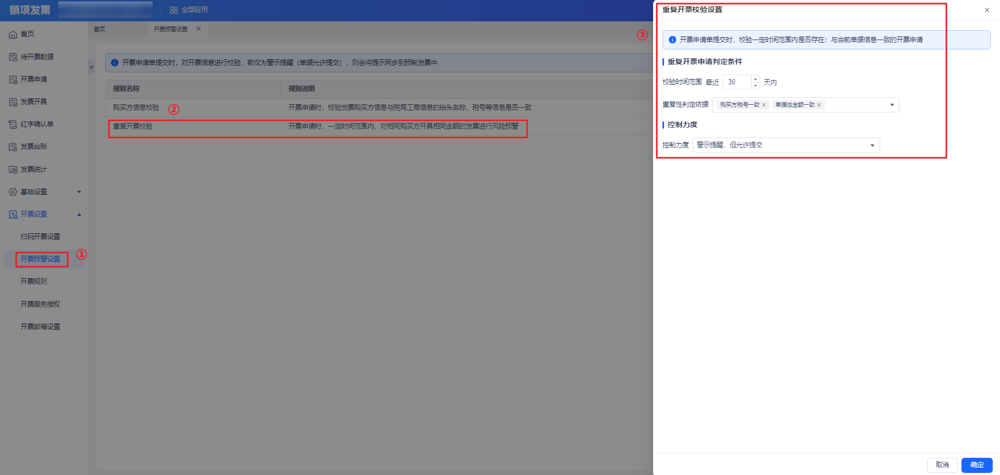 销项发票
全部应用
首页
待开票数据
开票申请
发票开具
红字确认单
发票台账
发票统计
基础设置
开票设置
扫码开票设置
开票预警设置
①
开票规则
开票服务授权
开票邮箱设置
首页
开票预警设置
开票申请单提交时，对开票信息进行校验，若仅为警示提醒（单据允许提交），则会将提示同步到预制发票中
规则名称 规则说明
购买方信息校验 ② 开票申请时，校验发票购买方信息与税局工商信息的抬头名称、税号等信息是否一致
重复开票校验 开票申请时，一定时间范围内，对相同购买方开具相同金额的发票进行风险预警
③
重复开票校验设置
开票申请单提交时，校验一定时间范围内是否存在：与当前单据信息一致的开票申请
重复开票申请判定条件
校验时间范围 最近 30 天内
重复性判定依据 购买方税号一致 单据总金额一致
控制力度
控制力度 警示提醒，但允许提交
取消 确定